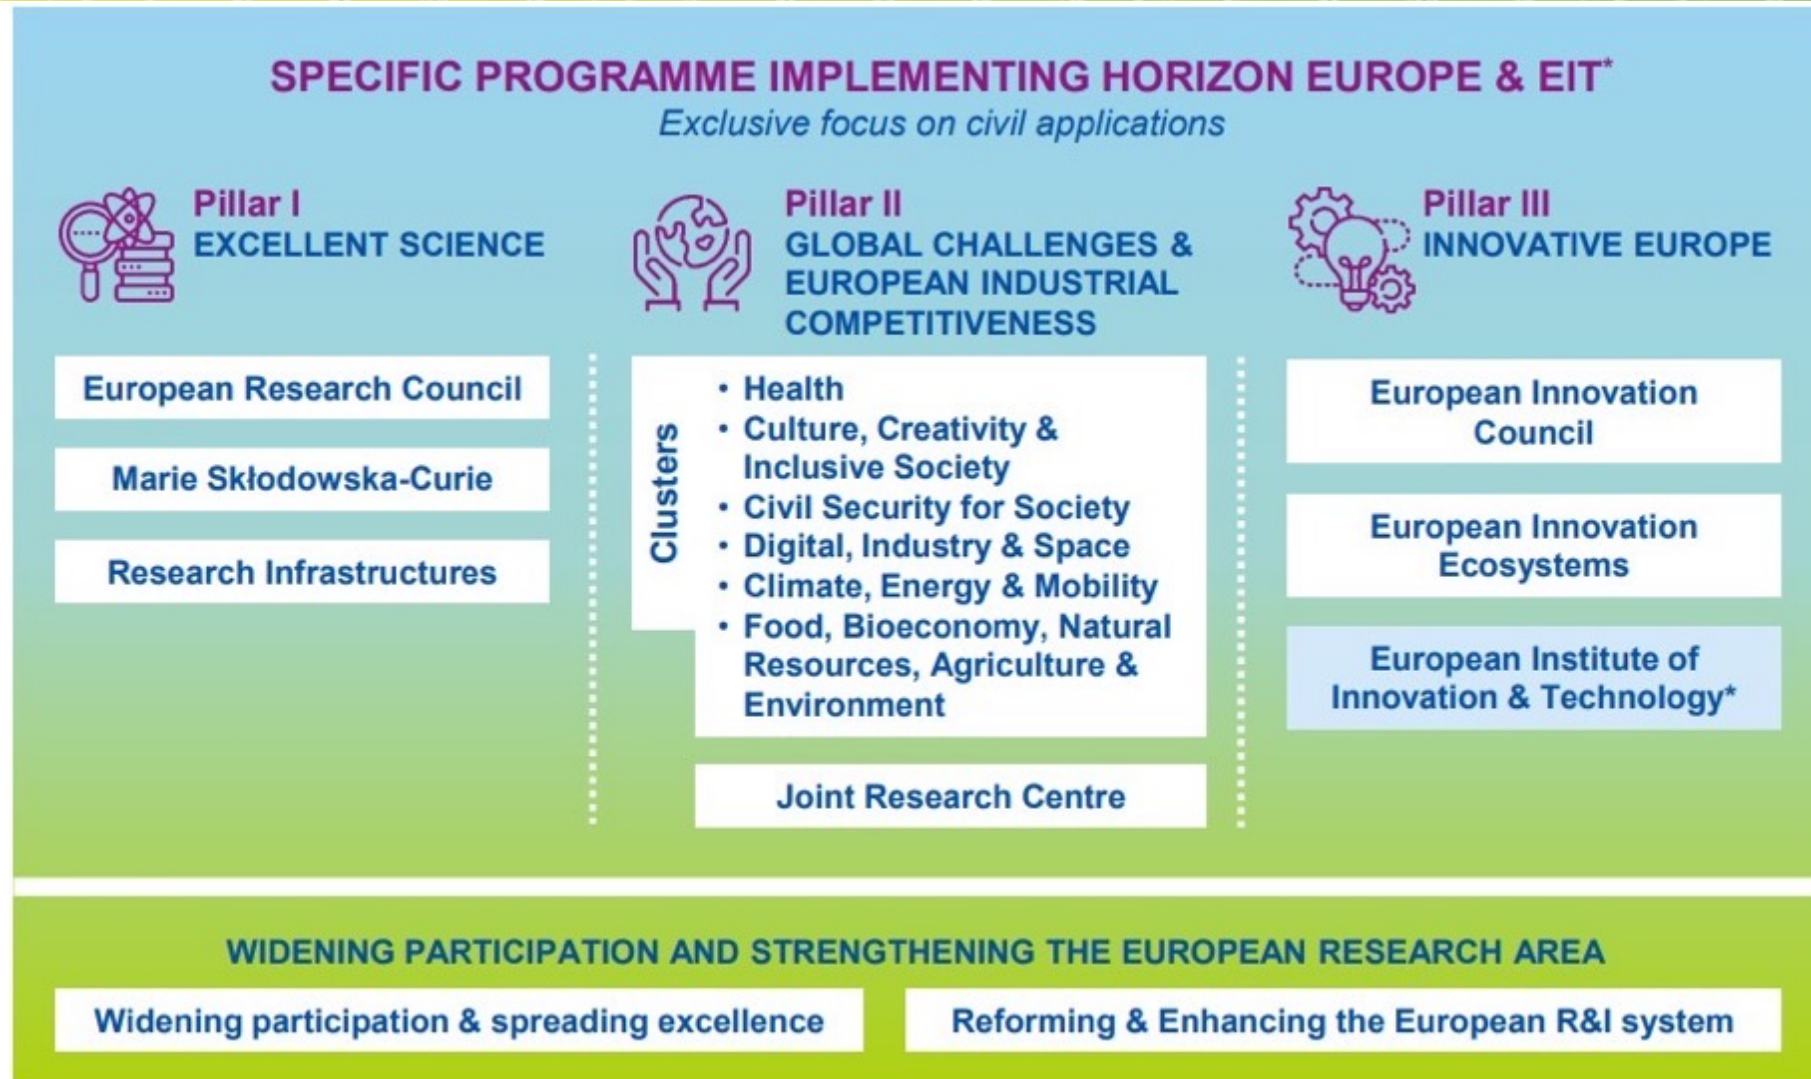 SPECIFIC PROGRAMME IMPLEMENTING HORIZON EUROPE & EIT*
Exclusive focus on civil applications
Pillar I
EXCELLENT SCIENCE
European Research Council
Marie Skłodowska-Curie
Research Infrastructures
Pillar II
GLOBAL CHALLENGES &
EUROPEAN INDUSTRIAL
COMPETITIVENESS
Clusters
• Health
• Culture, Creativity &
Inclusive Society
• Civil Security for Society
• Digital, Industry & Space
• Climate, Energy & Mobility
• Food, Bioeconomy, Natural
Resources, Agriculture &
Environment
Joint Research Centre
Pillar III
INNOVATIVE EUROPE
European Innovation
Council
European Innovation
Ecosystems
European Institute of
Innovation & Technology*
WIDENING PARTICIPATION AND STRENGTHENING THE EUROPEAN RESEARCH AREA
Widening participation & spreading excellence
Reforming & Enhancing the European R&I system